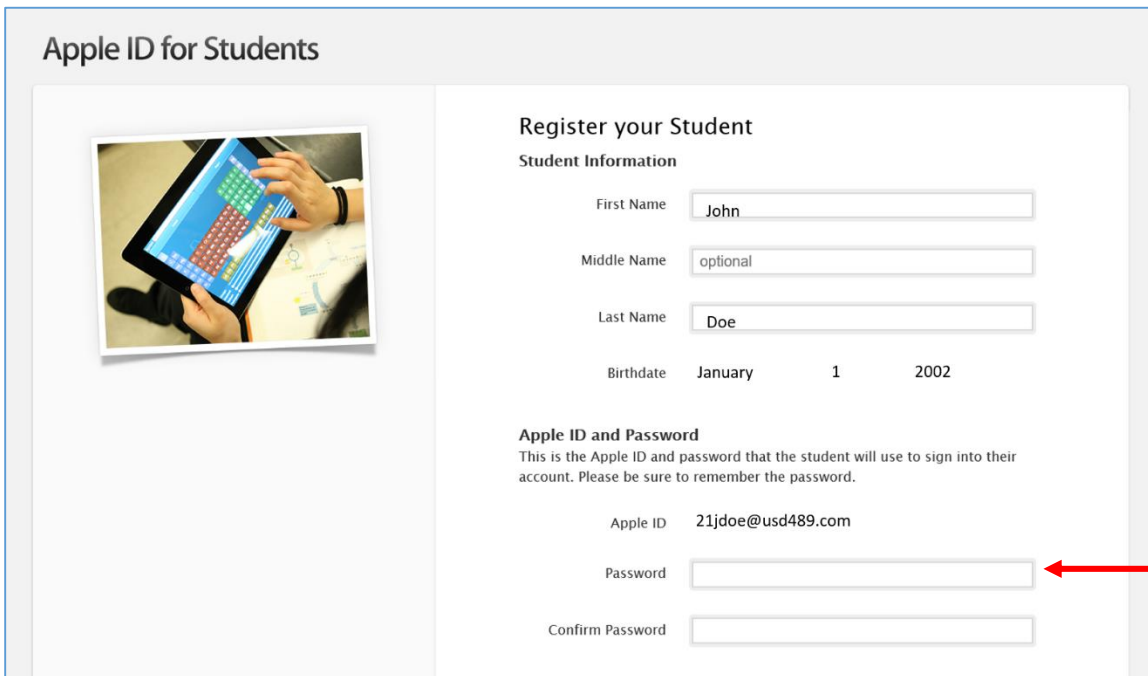 Apple ID for Students
Register your Student
Student Information
First Name John
Middle Name optional
Last Name Doe
Birthdate January 1 2002
Apple ID and Password
This is the Apple ID and password that the student will use to sign into their
account. Please be sure to remember the password.
Apple ID 21jdoe@usd489.com
Password
Confirm Password